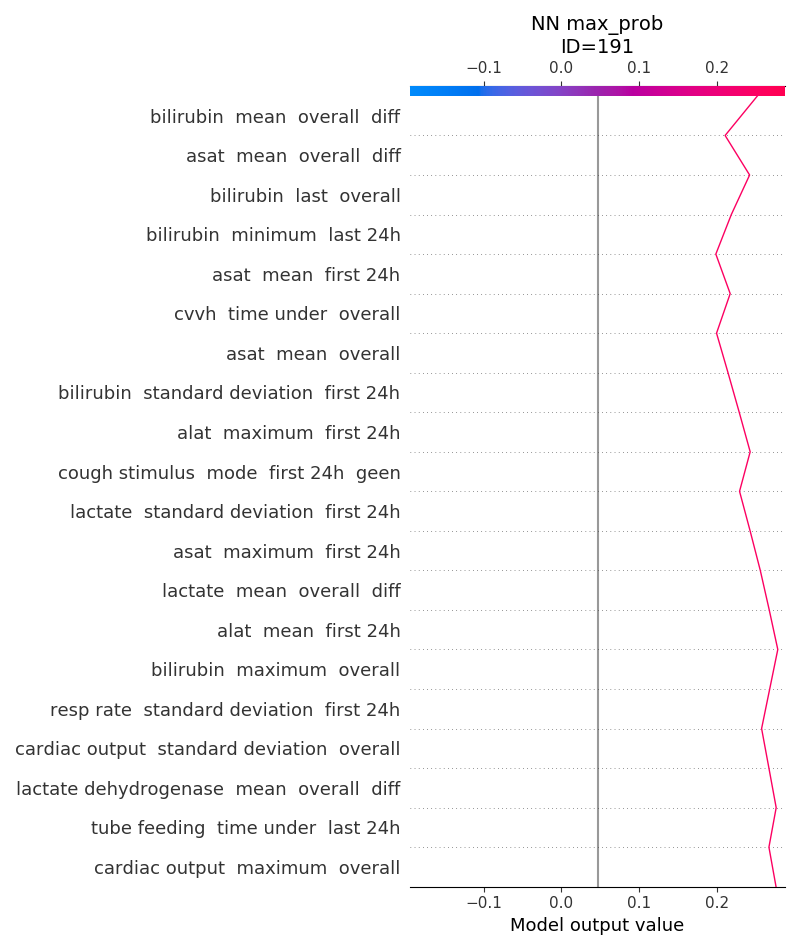 NN max_prob
ID=191
−0.1 0.0 0.1 0.2
bilirubin  mean  overall  diff
asat  mean  overall  diff
bilirubin  last  overall
bilirubin  minimum  last 24h
asat  mean  first 24h
cvvh  time under  overall
asat  mean  overall
bilirubin  standard deviation  first 24h
alat  maximum  first 24h
cough stimulus  mode  first 24h  geen
lactate  standard deviation  first 24h
asat  maximum  first 24h
lactate  mean  overall  diff
alat  mean  first 24h
bilirubin  maximum  overall
resp rate  standard deviation  first 24h
cardiac output  standard deviation  overall
lactate dehydrogenase  mean  overall  diff
tube feeding  time under  last 24h
cardiac output  maximum  overall
−0.1 0.0 0.1 0.2
Model output value